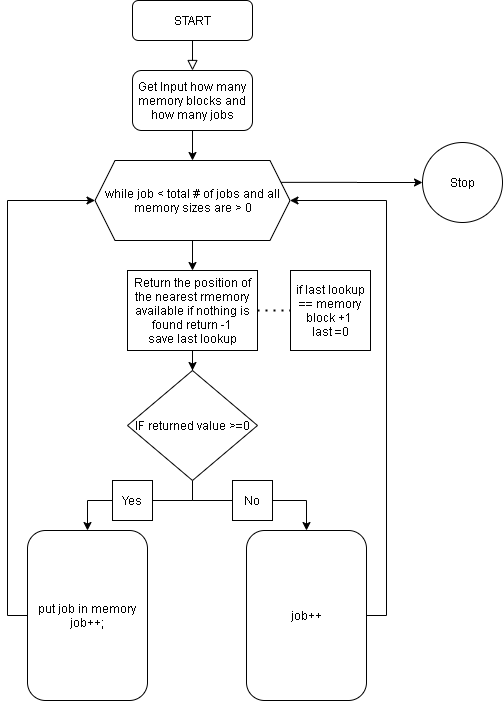 START
Get Input how many
memory blocks and
how many jobs
while job < total # of jobs and all
memory sizes are > 0
Stop
Return the position of
the nearest rmemory
available if nothing is
found return -1
save last lookup
if last lookup
== memory
block +1
last =0
IF returned value >=0
Yes
No
put job in memory
job++;
job++